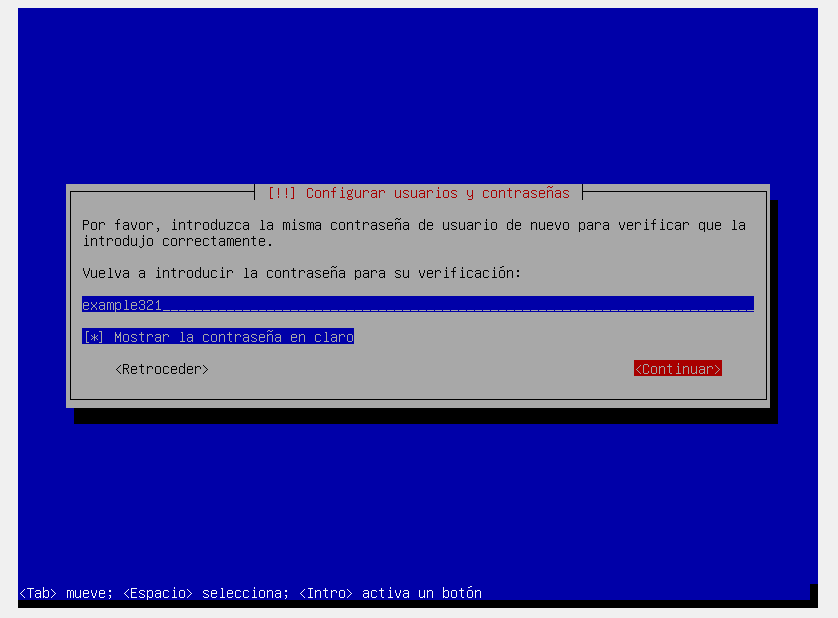 [!!] Configurar usuarios y contraseñas
Por favor, introduzca la misma contraseña de usuario de nuevo para verificar que la
introdujo correctamente.
Vuelva a introducir la contraseña para su verificación:
example321
[*] Mostrar la contraseña en claro
<Retroceder> <Continuar>
<Tab> mueve; <Espacio> selecciona; <Intro> activa un botón